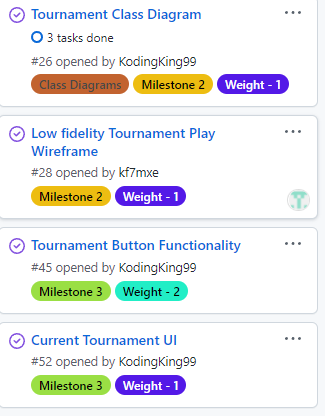 Tournament Class Diagram
3 tasks done
#26 opened by KodingKing99
Class Diagrams Milestone 2 Weight - 1
Low fidelity Tournament Play
Wireframe
#28 opened by kf7mxe
Milestone 2 Weight - 1
Tournament Button Functionality
#45 opened by KodingKing99
Milestone 3 Weight - 2
Current Tournament UI
#52 opened by KodingKing99
Milestone 3 Weight - 1